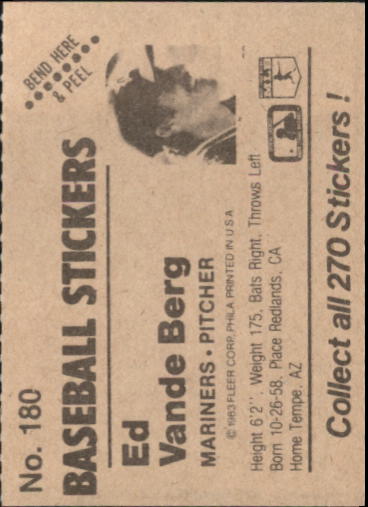 No. 180
BEND HERE
& PEEL
BASEBALL STICKERS
Ed
Vande Berg
MARINERS · PITCHER
© 1983 FLEER CORP. PHILA PRINTED IN U S A
Height 6'2". Weight 175. Bats Right. Throws Left
Born 10-26-58. Place Redlands, CA
Home Tempe, AZ
Collect all 270 Stickers!